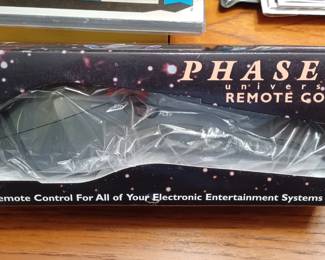 PHASE
univers
REMOTE CO
emote Control For All of Your Electronic Entertainment Systems